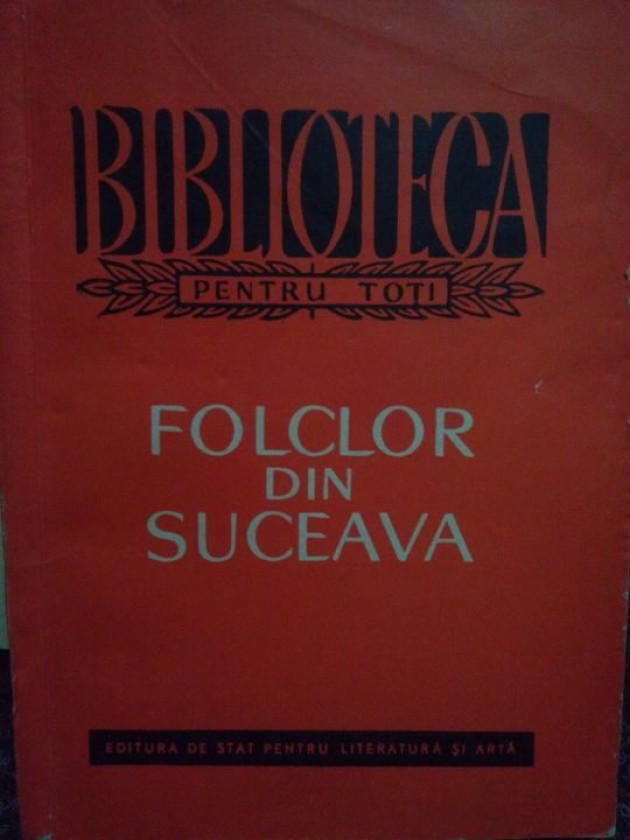 BIBLIOTECA
PENTRU TOȚI
FOLCLOR
DIN
SUCEAVA
EDITURA DE STAT PENTRU LITERATURĂ ȘI ARTĂ